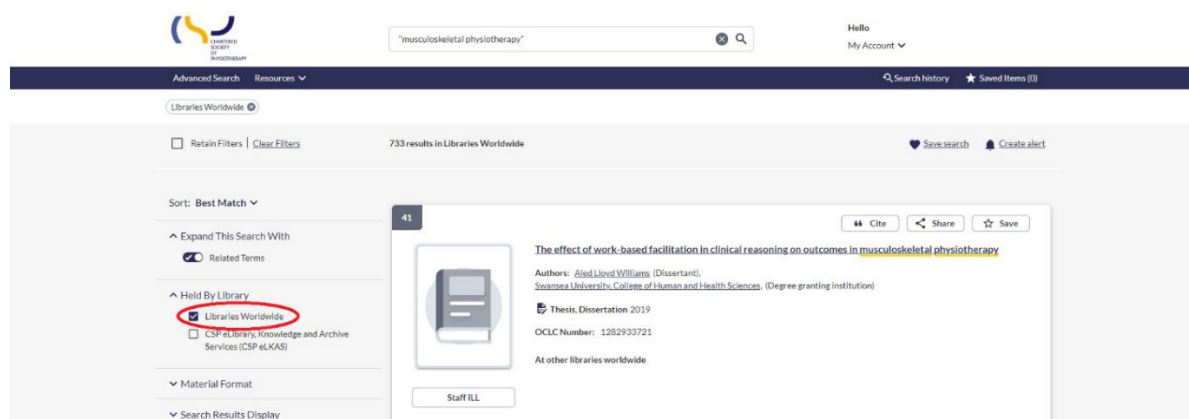 CHARTERED
SOCIETY
OF
PHYSIOTHERAPY
"musculoskeletal physiotherapy"
Hello
My Account
Advanced Search Resources
Search history Saved Items (0)
Libraries Worldwide
Retain Filters | Clear Filters
733 results in Libraries Worldwide
Save search Create alert
Sort: Best Match
Expand This Search With
Related Terms
Held By Library
Libraries Worldwide
CSP eLibrary, Knowledge and Archive
Services (CSP eLKAS)
Material Format
Search Results Display
41
Cite Share Save
The effect of work-based facilitation in clinical reasoning on outcomes in musculoskeletal physiotherapy
Authors: Aled Lloyd Williams (Dissertant),
Swansea University, College of Human and Health Sciences, (Degree granting institution)
Thesis, Dissertation 2019
OCLC Number: 1282933721
At other libraries worldwide
Staff ILL